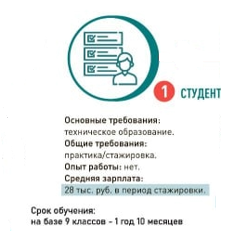 1 СТУДЕНТ
Основные требования:
техническое образование.
Общие требования:
практика/стажировка.
Опыт работы: нет.
Средняя зарплата:
28 тыс. руб. в период стажировки.
Срок обучения:
на базе 9 классов - 1 год 10 месяцев